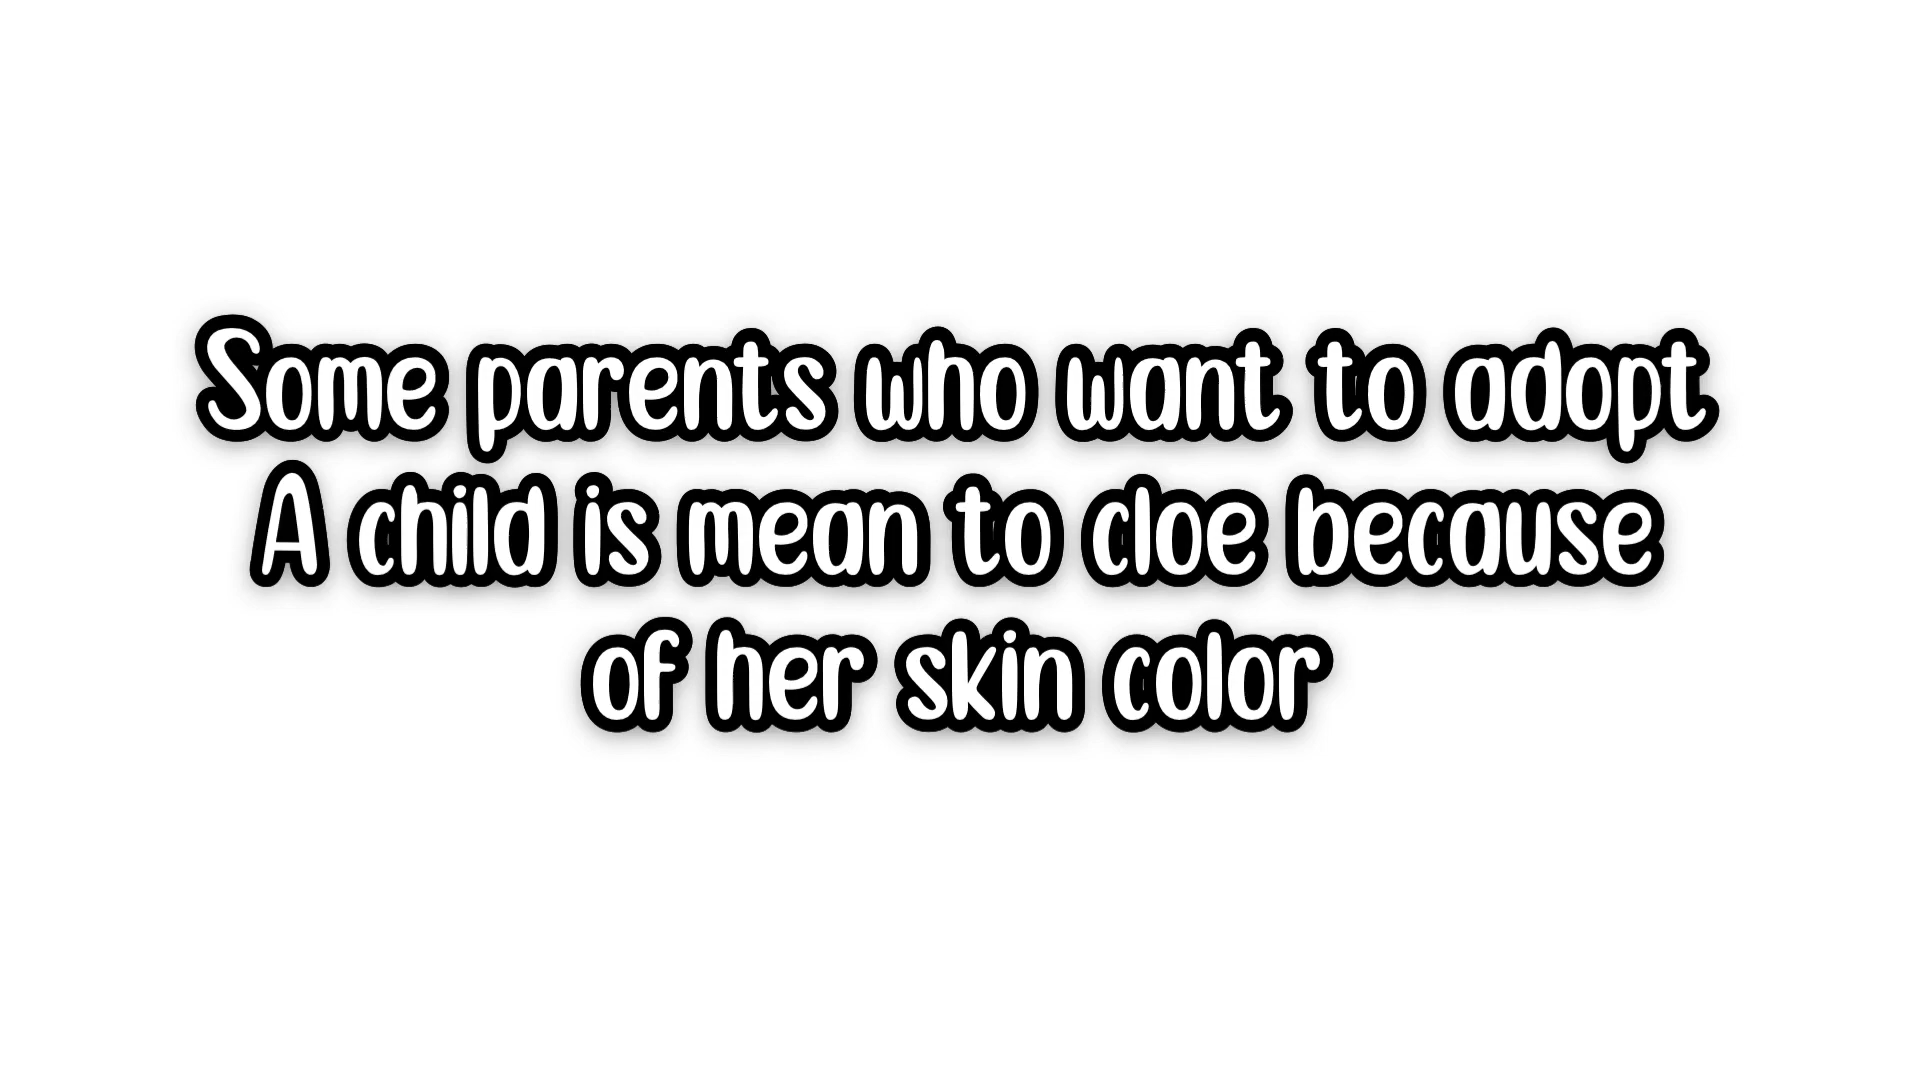 Some parents who want to adopt
A child is mean to cloe because
of her skin color